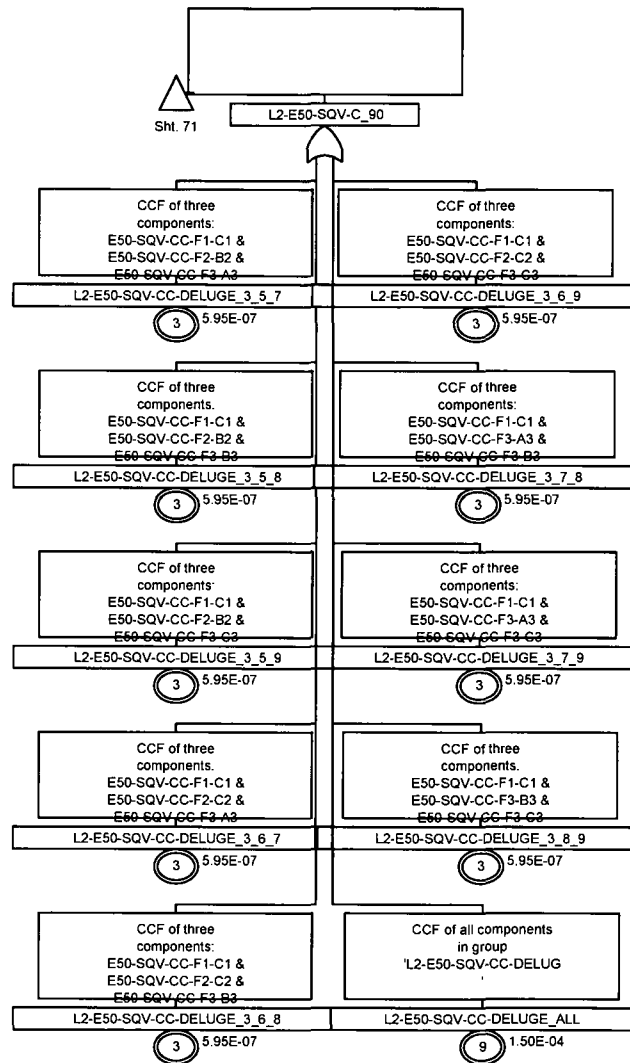 Sht. 71
L2-E50-SQV-C_90
CCF of three
components:
E50-SQV-CC-F1-C1 &
E50-SQV-CC-F2-B2 &
E50-SQV-CC-F3-A3
L2-E50-SQV-CC-DELUGE_3_5_7
3
5.95E-07
CCF of three
components:
E50-SQV-CC-F1-C1 &
E50-SQV-CC-F2-C2 &
E50-SQV-CC-F3-C3
L2-E50-SQV-CC-DELUGE_3_6_9
3
5.95E-07
CCF of three
components.
E50-SQV-CC-F1-C1 &
E50-SQV-CC-F2-B2 &
E50-SQV-CC-F3-B3
L2-E50-SQV-CC-DELUGE_3_5_8
3
5.95E-07
CCF of three
components:
E50-SQV-CC-F1-C1 &
E50-SQV-CC-F3-A3 &
E50-SQV-CC-F3-B3
L2-E50-SQV-CC-DELUGE_3_7_8
3
5.95E-07
CCF of three
components:
E50-SQV-CC-F1-C1 &
E50-SQV-CC-F2-B2 &
E50-SQV-CC-F3-C3
L2-E50-SQV-CC-DELUGE_3_5_9
3
5.95E-07
CCF of three
components:
E50-SQV-CC-F1-C1 &
E50-SQV-CC-F3-A3 &
E50-SQV-CC-F3-C3
L2-E50-SQV-CC-DELUGE_3_7_9
3
5.95E-07
CCF of three
components.
E50-SQV-CC-F1-C1 &
E50-SQV-CC-F2-C2 &
E50-SQV-CC-F3-A3
L2-E50-SQV-CC-DELUGE_3_6_7
3
5.95E-07
CCF of three
components.
E50-SQV-CC-F1-C1 &
E50-SQV-CC-F3-B3 &
E50-SQV-CC-F3-C3
L2-E50-SQV-CC-DELUGE_3_8_9
3
5.95E-07
CCF of three
components:
E50-SQV-CC-F1-C1 &
E50-SQV-CC-F2-C2 &
E50-SQV-CC-F3-B3
L2-E50-SQV-CC-DELUGE_3_6_8
3
5.95E-07
CCF of all components
in group
'L2-E50-SQV-CC-DELUG
'
L2-E50-SQV-CC-DELUGE_ALL
9
1.50E-04